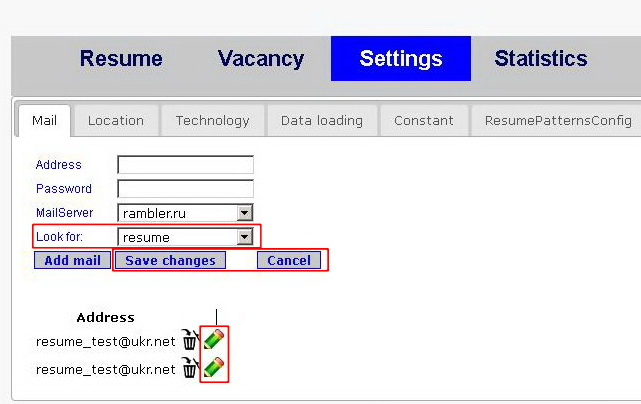 Resume Vacancy Settings Statistics
Mail Location Technology Data loading Constant ResumePatternsConfig
Address
Password
MailServer rambler.ru
Look for: resume
Add mail Save changes Cancel
Address
resume_test@ukr.net
resume_test@ukr.net